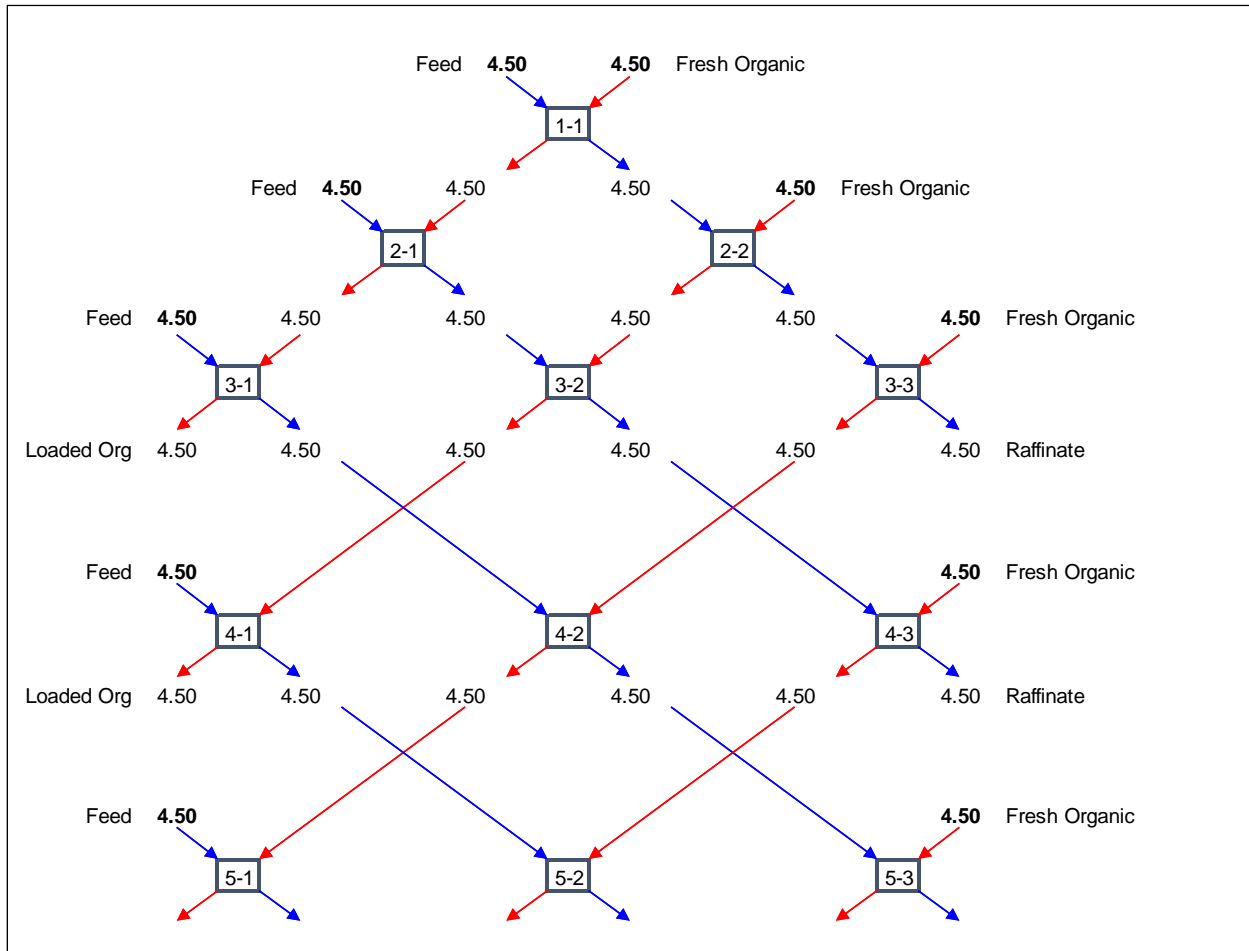 Feed 4.50 4.50 Fresh Organic
1-1
Feed 4.50 4.50 4.50 4.50 Fresh Organic
2-1 2-2
Feed 4.50 4.50 4.50 4.50 4.50 4.50 Fresh Organic
3-1 3-2 3-3
Loaded Org 4.50 4.50 4.50 4.50 4.50 4.50 Raffinate
Feed 4.50 4.50 Fresh Organic
4-1 4-2 4-3
Loaded Org 4.50 4.50 4.50 4.50 4.50 4.50 Raffinate
Feed 4.50 4.50 Fresh Organic
5-1 5-2 5-3